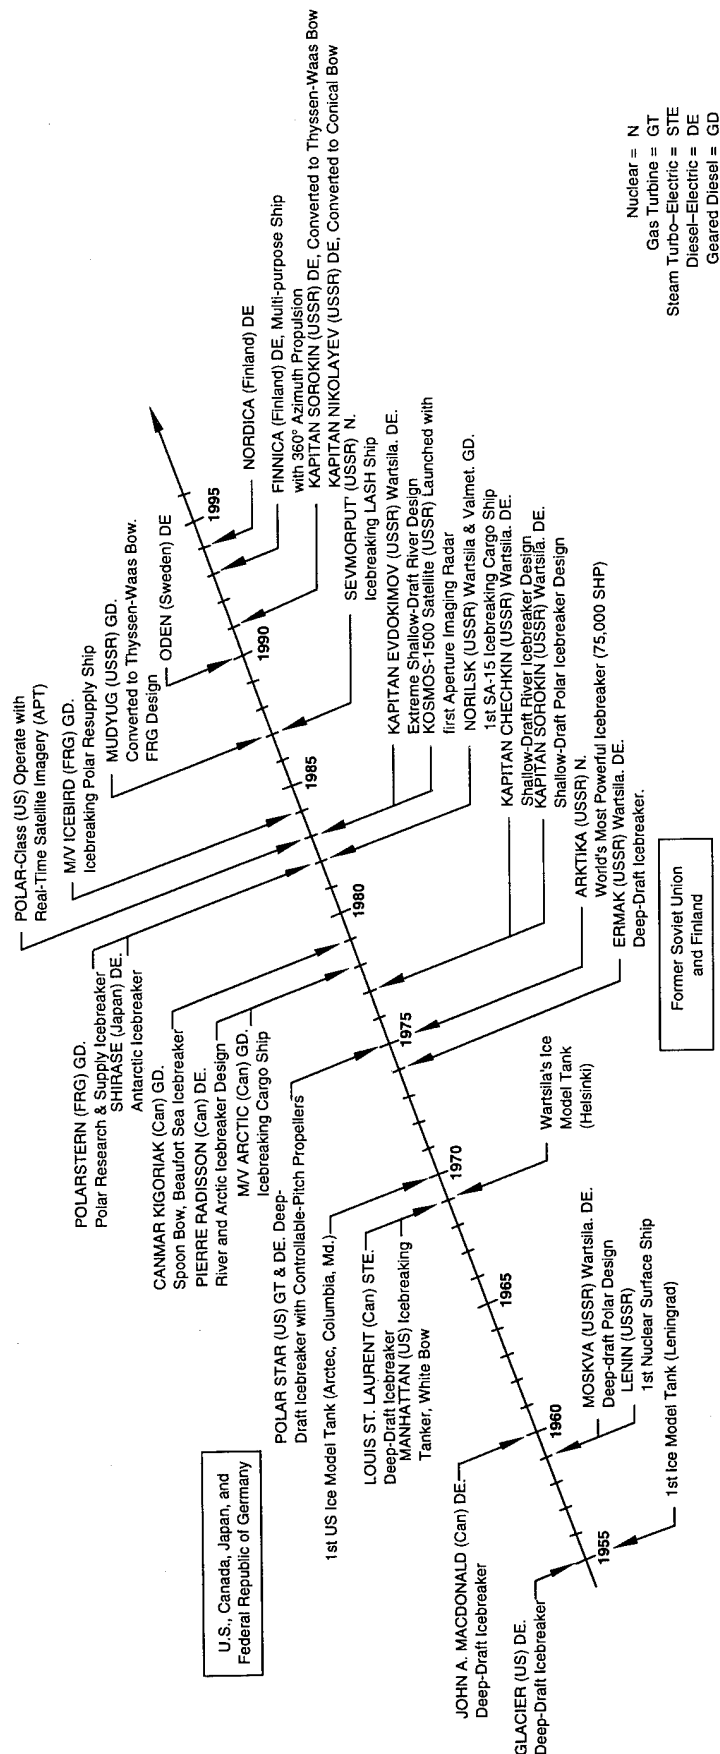 U.S., Canada, Japan, and
Federal Republic of Germany
GLACIER (US) DE.
Deep-Draft Icebreaker
JOHN A. MACDONALD (Can) DE.
Deep-Draft Icebreaker
LOUIS ST. LAURENT (Can) STE.
Deep-Draft Icebreaker
MANHATTAN (US) Icebreaking
Tanker, White Bow
1st US Ice Model Tank (Arctec, Columbia, Md.)
POLAR STAR (US) GT & DE. Deep-
Draft Icebreaker with Controllable-Pitch Propellers
M/V ARCTIC (Can) GD.
Icebreaking Cargo Ship
PIERRE RADISSON (Can) DE.
River and Arctic Icebreaker Design
CANMAR KIGORIAK (Can) GD.
Spoon Bow, Beaufort Sea Icebreaker
POLARSTERN (FRG) GD.
Polar Research & Supply Icebreaker
SHIRASE (Japan) DE.
Antarctic Icebreaker
POLAR-Class (US) Operate with
Real-Time Satellite Imagery (APT)
M/V ICEBIRD (FRG) GD.
Icebreaking Polar Resupply Ship
MUDYUG (USSR) GD.
Converted to Thyssen-Waas Bow.
FRG Design
ODEN (Sweden) DE
1955
1960
1965
1970
1975
1980
1985
1990
1995
1st Ice Model Tank (Leningrad)
MOSKVA (USSR) Wartsila. DE.
Deep-draft Polar Design
LENIN (USSR)
1st Nuclear Surface Ship
Wartsila's Ice
Model Tank
(Helsinki)
ERMAK (USSR) Wartsila. DE.
Deep-Draft Icebreaker.
ARKTIKA (USSR) N.
World's Most Powerful Icebreaker (75,000 SHP)
KAPITAN CHECHKIN (USSR) Wartsila. DE.
Shallow-Draft River Icebreaker Design
KAPITAN SOROKIN (USSR) Wartsila. DE.
Shallow-Draft Polar Icebreaker Design
NORILSK (USSR) Wartsila & Valmet. GD.
1st SA-15 Icebreaking Cargo Ship
KAPITAN EVDOKIMOV (USSR) Wartsila. DE.
Extreme Shallow-Draft River Design
KOSMOS-1500 Satellite (USSR) Launched with
first Aperture Imaging Radar
SEVMORPUT' (USSR) N.
Icebreaking LASH Ship
KAPITAN SOROKIN (USSR) DE, Converted to Thyssen-Waas Bow
KAPITAN NIKOLAYEV (USSR) DE, Converted to Conical Bow
FINNICA (Finland) DE, Multi-purpose Ship
with 360° Azimuth Propulsion
NORDICA (Finland) DE
Former Soviet Union
and Finland
Nuclear = N
Gas Turbine = GT
Steam Turbo–Electric = STE
Diesel–Electric = DE
Geared Diesel = GD